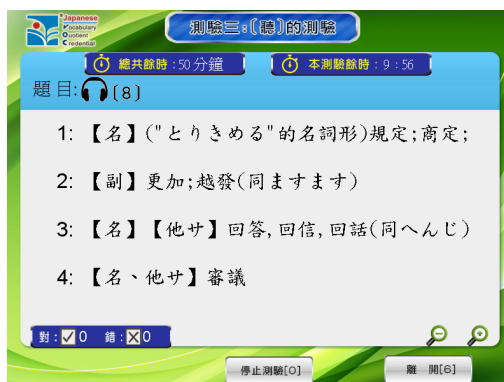 Japanese
Vocabulary
Quotient
Credential
測驗三:〔聽〕的測驗
總共餘時:50分鐘
本測驗餘時:9:56
題目: (8)
1: 【名】("とりきめる"的名詞形)規定;商定;
2: 【副】更加;越發(同ますます)
3: 【名】【他サ】回答,回信,回話(同へんじ)
4: 【名、他サ】審議
對:0 錯:0
停止測驗[O]
離 開[6]